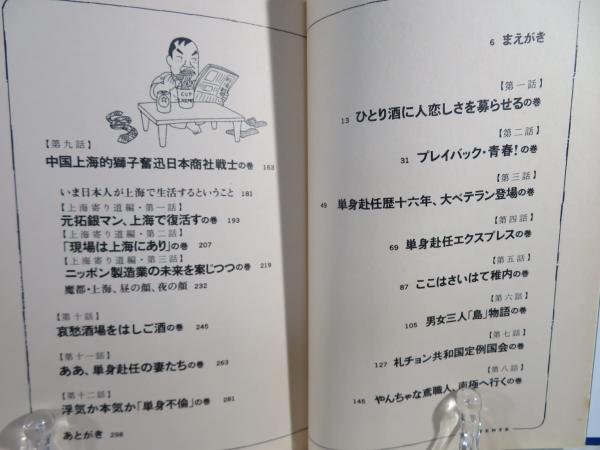 6 まえがき
【第一話】
13 ひとり酒に人恋しさを募らせるの巻
【第二話】
31 プレイバック・青春!の巻
【第三話】
49 単身赴任歴十六年、大ベテラン登場の巻
【第四話】
69 単身赴任エクスプレスの巻
【第五話】
87 ここはさいはて稚内の巻
【第六話】
105 男女三人「島」物語の巻
【第七話】
127 札チョン共和国定例国会の巻
【第八話】
145 やんちゃな鳶職人、南極へ行くの巻
CUP
【第九話】
中国上海的獅子奮迅日本商社戦士の巻 163
いま日本人が上海で生活するということ 181
【上海寄り道編・第一話】
元拓銀マン、上海で復活すの巻 193
【上海寄り道編・第二話】
「現場は上海にあり」の巻 207
【上海寄り道編・第三話】
ニッポン製造業の未来を案じつつの巻 219
魔都・上海、昼の顔、夜の顔 232
【第十話】
哀愁酒場をはしご酒の巻 245
【第十一話】
ああ、単身赴任の妻たちの巻 263
【第十二話】
浮気か本気か「単身不倫」の巻 281
あとがき 298